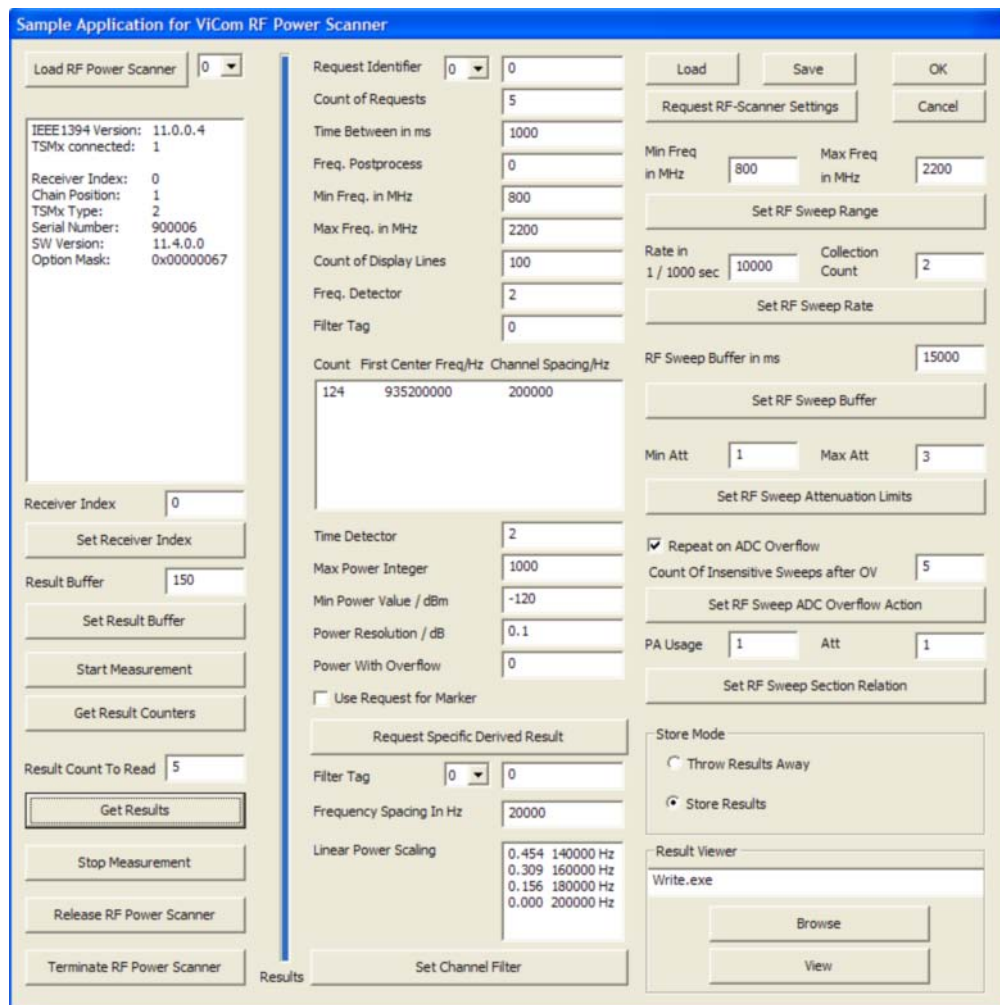 Sample Application for ViCom RF Power Scanner
Load RF Power Scanner 0
IEEE1394 Version: 11.0.0.4
TSMx connected: 1
Receiver Index: 0
Chain Position: 1
TSMx Type: 2
Serial Number: 900006
SW Version: 11.4.0.0
Option Mask: 0x00000067
Receiver Index 0
Set Receiver Index
Result Buffer 150
Set Result Buffer
Start Measurement
Get Result Counters
Result Count To Read 5
Get Results
Stop Measurement
Release RF Power Scanner
Terminate RF Power Scanner
Results
Request Identifier 0 0
Count of Requests 5
Time Between in ms 1000
Freq. Postprocess 0
Min Freq. in MHz 800
Max Freq. in MHz 2200
Count of Display Lines 100
Freq. Detector 2
Filter Tag 0
Count First Center Freq/Hz Channel Spacing/Hz
124 935200000 200000
Time Detector 2
Max Power Integer 1000
Min Power Value / dBm -120
Power Resolution / dB 0.1
Power With Overflow 0
Use Request for Marker
Request Specific Derived Result
Filter Tag 0 0
Frequency Spacing In Hz 20000
Linear Power Scaling
0.454 140000 Hz
0.309 160000 Hz
0.156 180000 Hz
0.000 200000 Hz
Set Channel Filter
Load Save OK
Request RF-Scanner Settings Cancel
Min Freq in MHz 800 Max Freq in MHz 2200
Set RF Sweep Range
Rate in 1 / 1000 sec 10000 Collection Count 2
Set RF Sweep Rate
RF Sweep Buffer in ms 15000
Set RF Sweep Buffer
Min Att 1 Max Att 3
Set RF Sweep Attenuation Limits
Repeat on ADC Overflow
Count Of Insensitive Sweeps after OV 5
Set RF Sweep ADC Overflow Action
PA Usage 1 Att 1
Set RF Sweep Section Relation
Store Mode
Throw Results Away
Store Results
Result Viewer
Write.exe
Browse
View